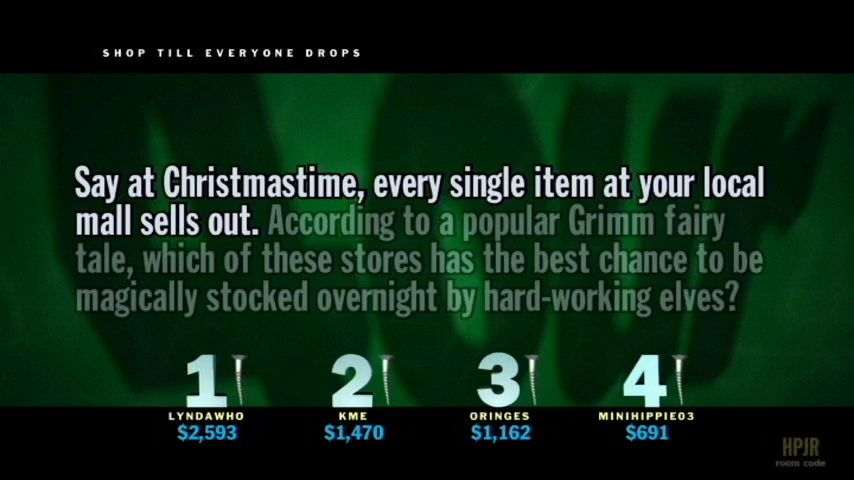 SHOP TILL EVERYONE DROPS
Say at Christmastime, every single item at your local
mall sells out. According to a popular Grimm fairy
tale, which of these stores has the best chance to be
magically stocked overnight by hard-working elves?
1 2 3 4
LYNDAWHO KME ORINGES MINIHIPPIE03
$2,593 $1,470 $1,162 $691
HPJR
room code